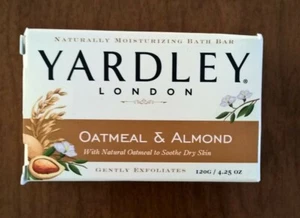 NATURALLY MOISTURIZING BATH BAR
YARDLEY®
LONDON
OATMEAL & ALMOND
With Natural Oatmeal to Soothe Dry Skin
GENTLY EXFOLIATES
120G / 4.25 OZ